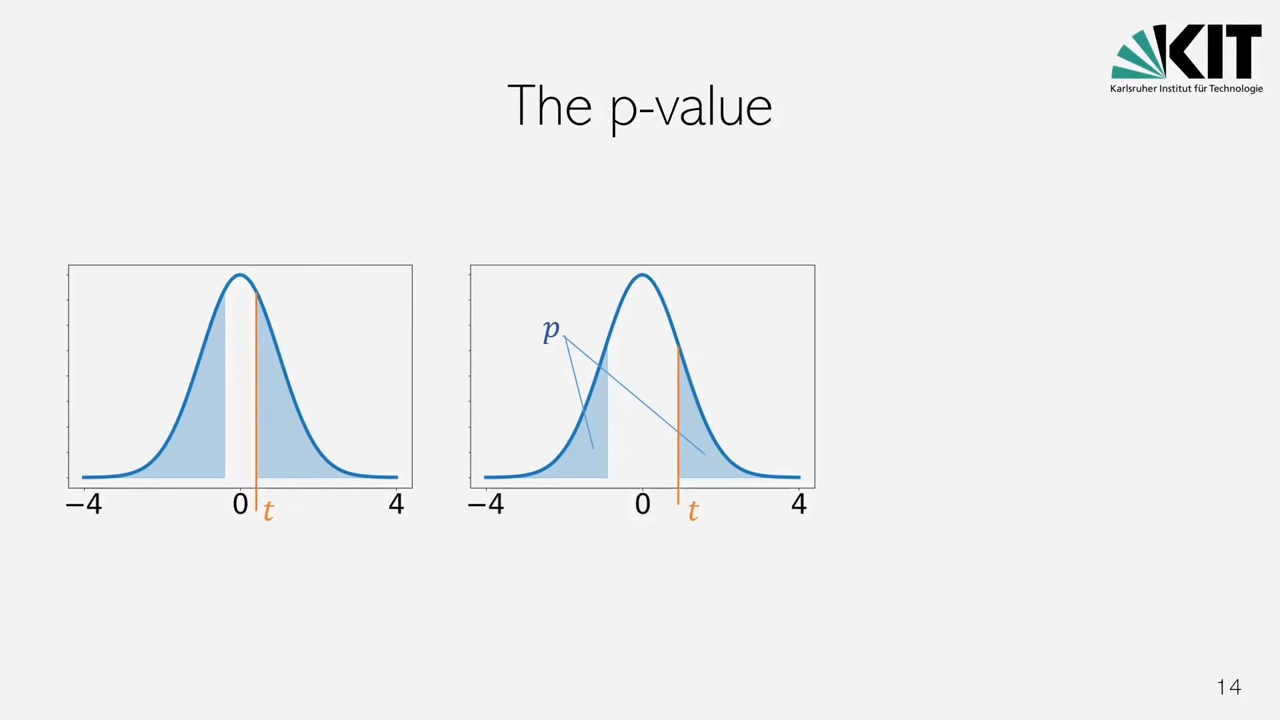 KIT
Karlsruher Institut für Technologie
The p-value
p
−4 0 t 4
−4 0 t 4
14